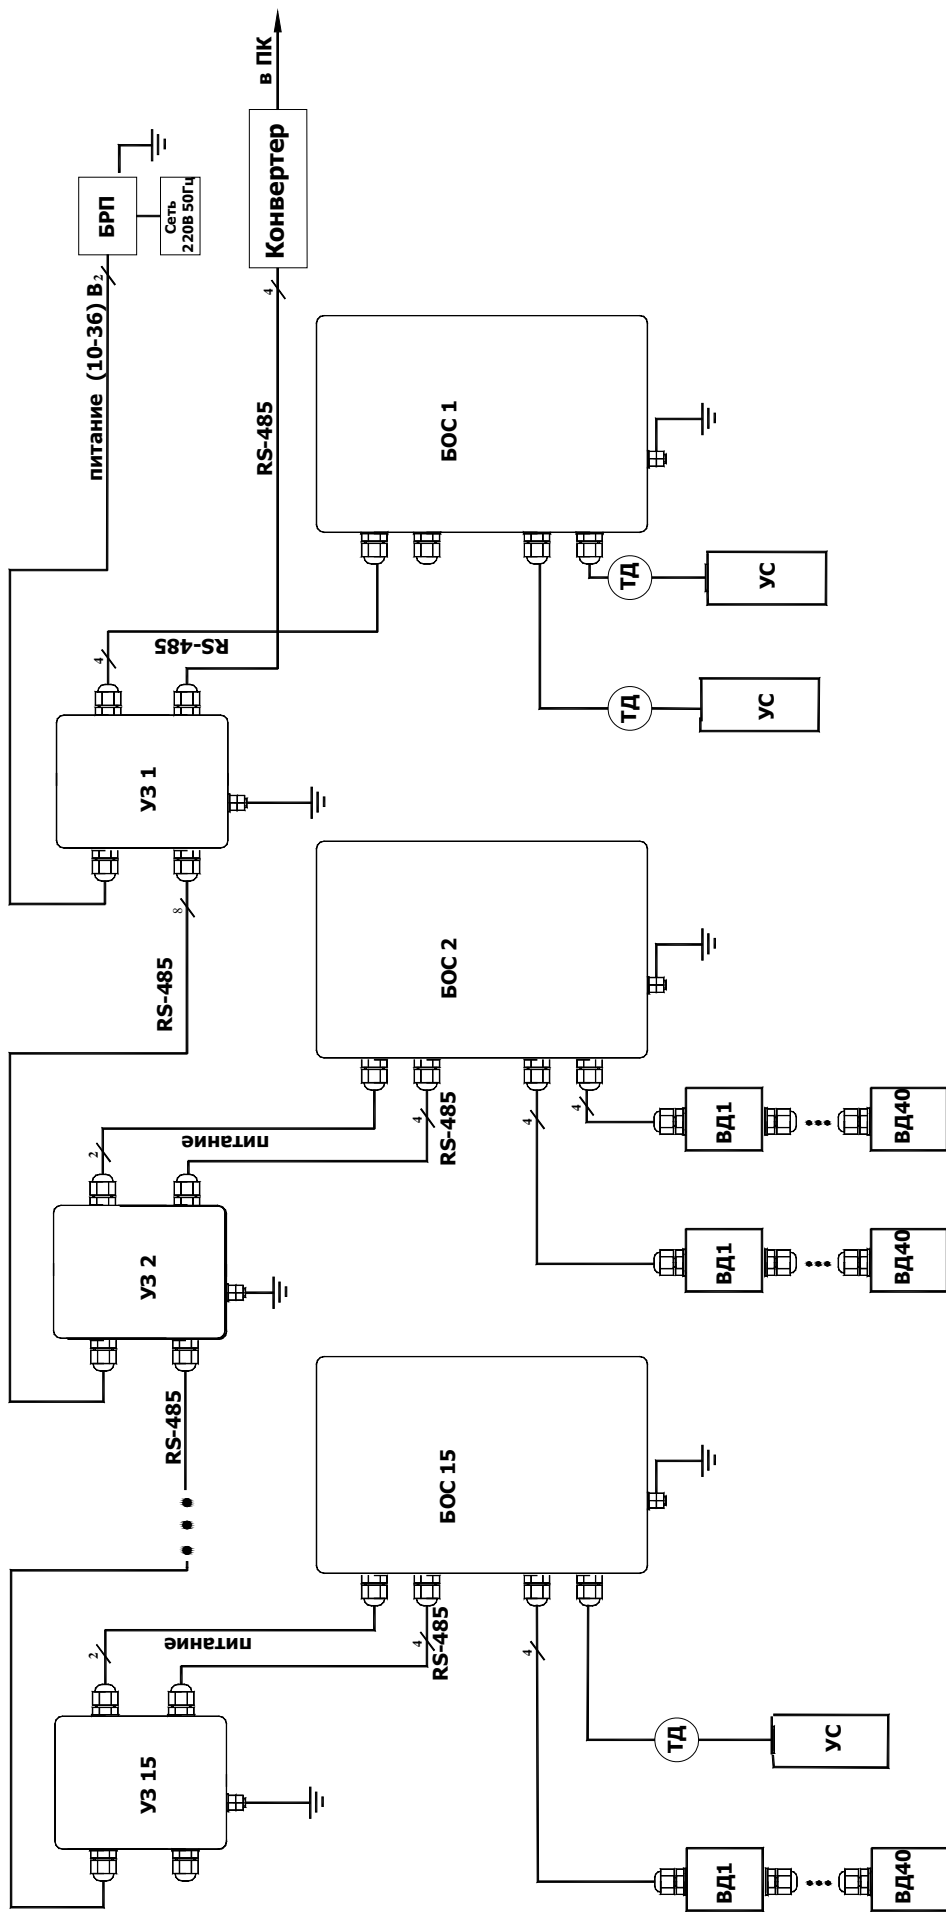 питание (10-36) В
2
БРП
Сеть
220В 50Гц
в ПК
Конвертер
4
RS-485
4
RS-485
УЗ 1
8
RS-485
2
питание
УЗ 2
4
RS-485
RS-485
2
питание
УЗ 15
4
RS-485
БОС 15
БОС 2
БОС 1
4
4
4
ВД1
ВД40
ТД
УС
ВД1
ВД40
ВД1
ВД40
ТД
УС
ТД
УС